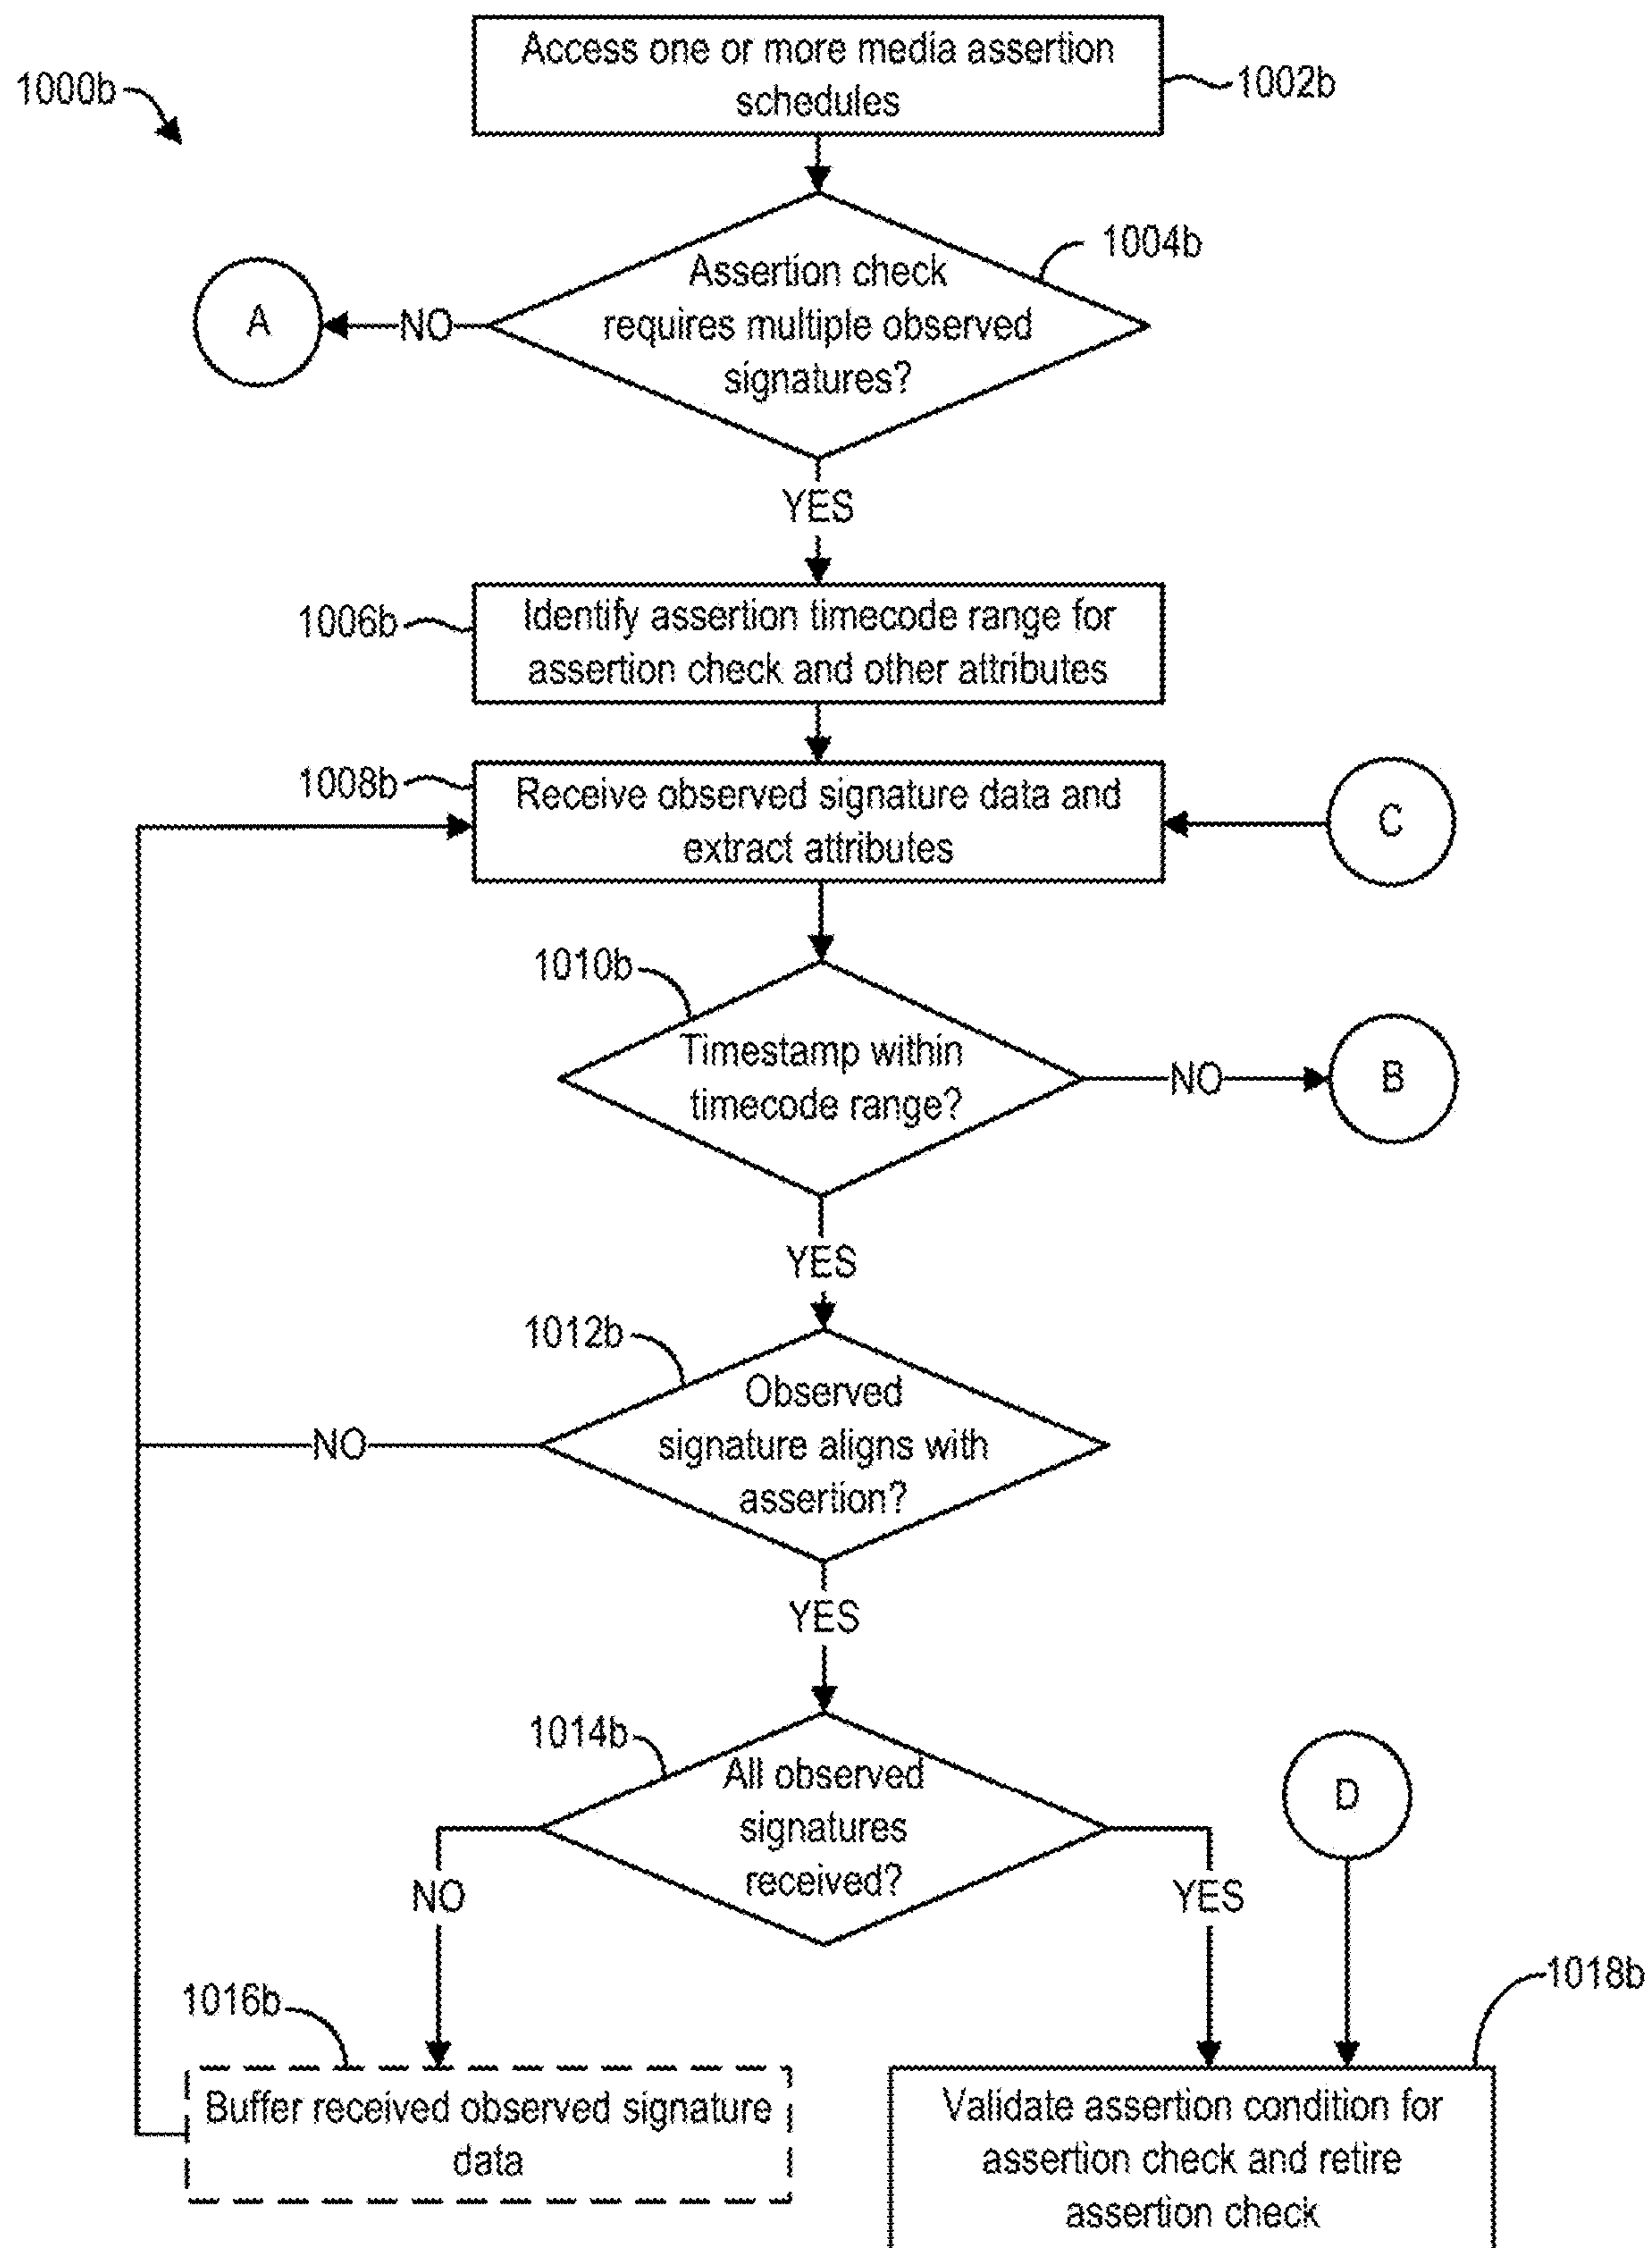 Access one or more media assertion
schedules
1000b
1002b
1004b
Assertion check
requires multiple observed
signatures?
A
NO
YES
1006b
Identify assertion timecode range for
assertion check and other attributes
1008b
Receive observed signature data and
extract attributes
C
1010b
Timestamp within
timecode range?
NO
B
YES
1012b
Observed
signature aligns with
assertion?
NO
YES
1014b
All observed
signatures
received?
D
NO
YES
1016b
1018b
Buffer received observed signature
data
Validate assertion condition for
assertion check and retire
assertion check